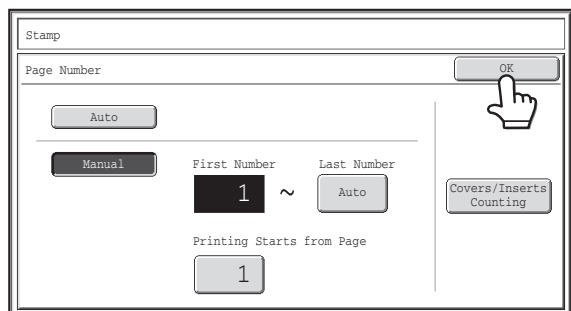 Stamp
Page Number
OK
Auto
Manual
First Number
Last Number
1
~
Auto
Covers/Inserts
Counting
Printing Starts from Page
1